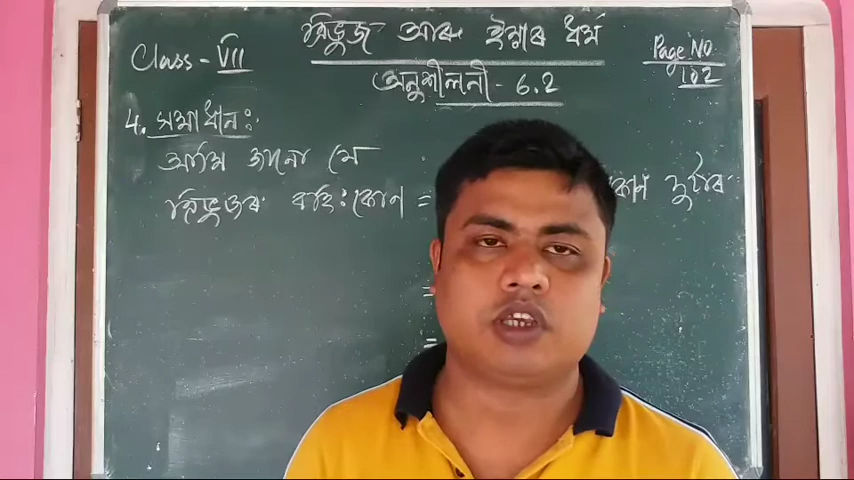 Class - VII
ত্ৰিভুজ আৰু ইয়াৰ ধৰ্ম
Page No
102
অনুশীলনী - 6.2
4. সমাধান :
আমি জানো যে
ত্ৰিভুজৰ বহিঃকোণ = কোণ দুটাৰ
=
=